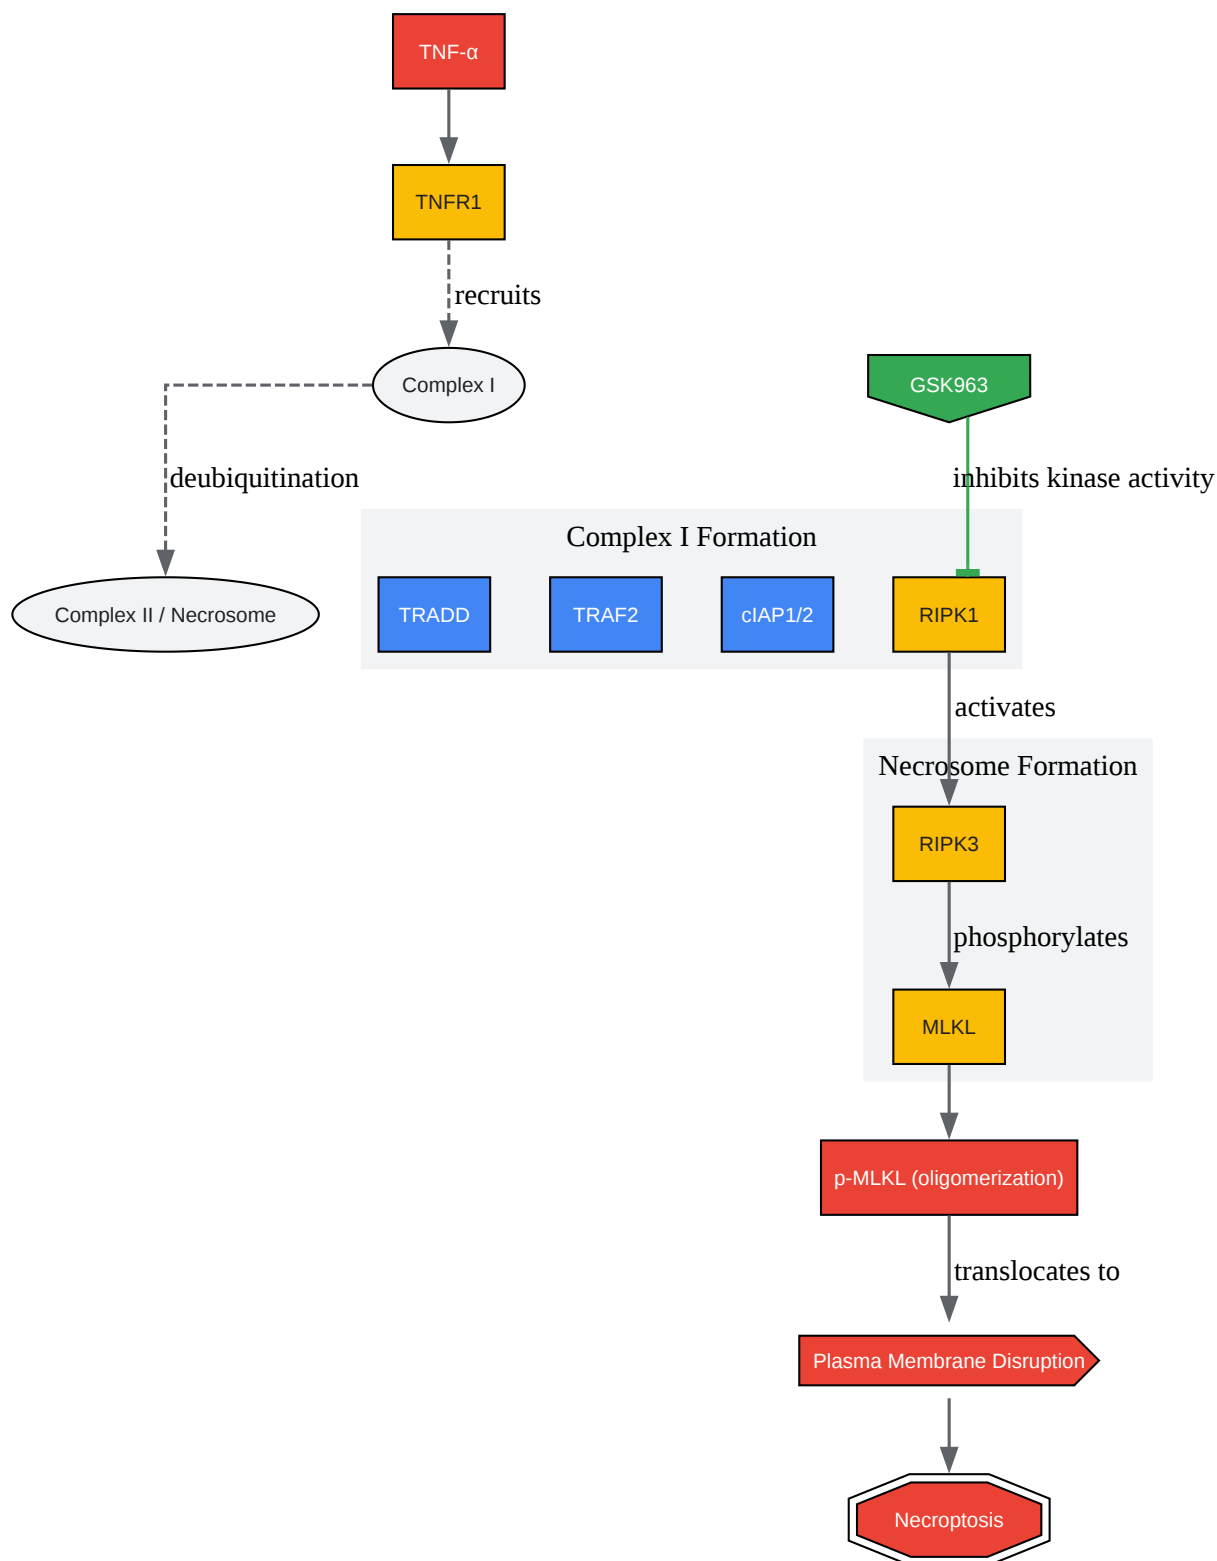 TNF-α
TNFR1
recruits
Complex I
GSK963
deubiquitination
inhibits kinase activity
Complex I Formation
Complex II / Necrosome
TRADD
TRAF2
cIAP1/2
RIPK1
activates
Necrosome Formation
RIPK3
phosphorylates
MLKL
p-MLKL (oligomerization)
translocates to
Plasma Membrane Disruption
Necroptosis